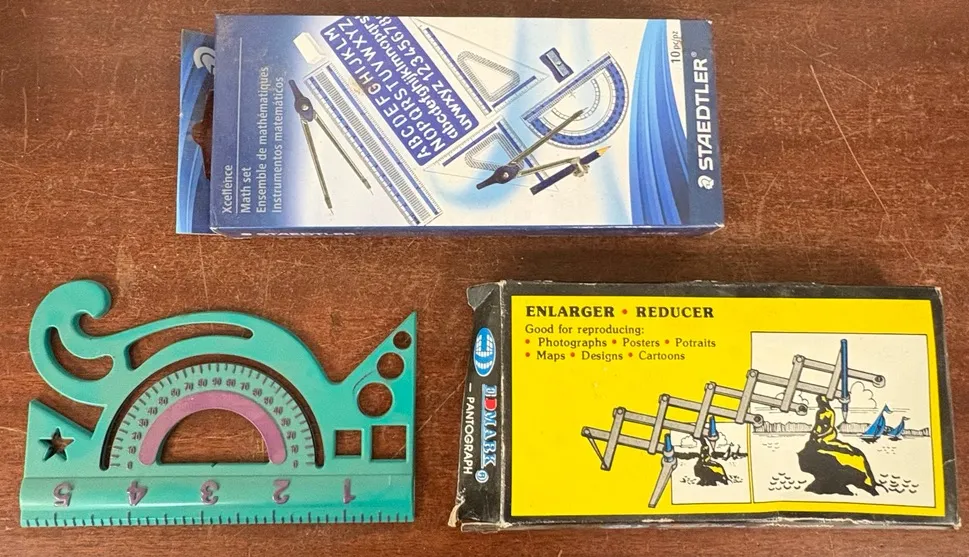 Xcellence
Math set
Ensemble de mathématiques
Instrumentos matemáticos
ABCDEFGHIJKLM
NOPQRSTUVWXYZ
abcdefghijklmnopqrs
uvwxyz 12345678
10 pcs/pz
STAEDTLER
ENLARGER • REDUCER
Good for reproducing:
• Photographs • Posters • Potraits
• Maps • Designs • Cartoons
— PANTOGRAPH
5 4 3 2 1